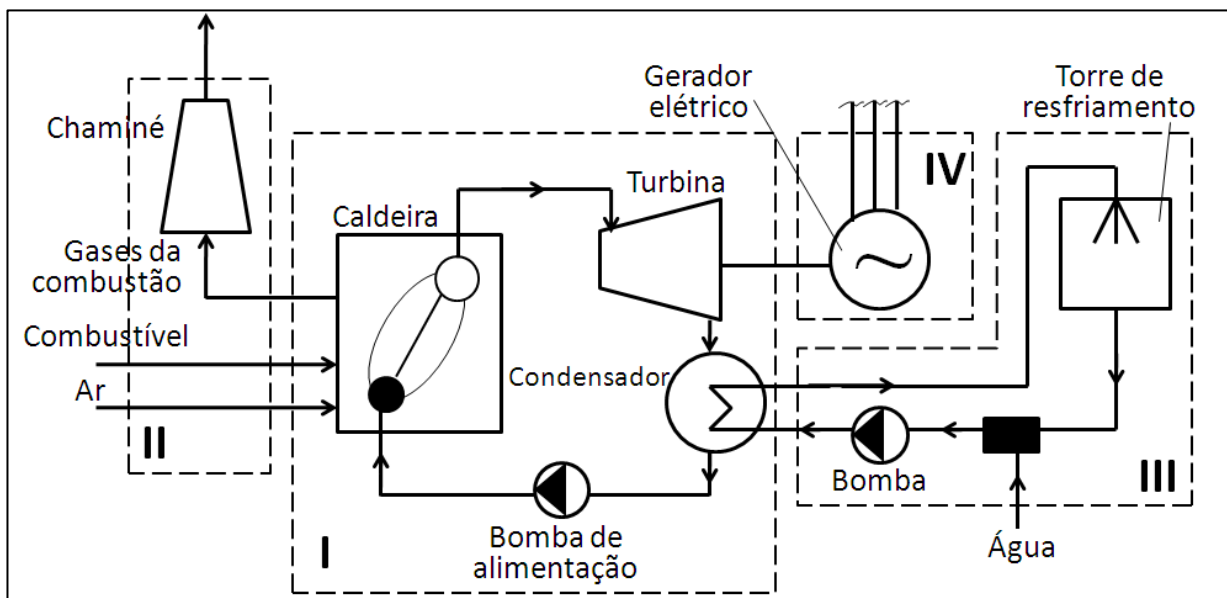 Chaminé
Gases da
combustão
Combustível
Ar
II
Caldeira
Turbina
Condensador
Bomba de
alimentação
I
Gerador
elétrico
IV
Torre de
resfriamento
Bomba
Água
III